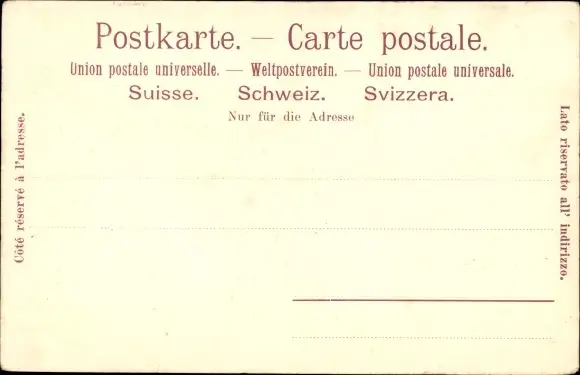 Postkarte. — Carte postale.
Union postale universelle. — Weltpostverein. — Union postale universale.
Suisse. Schweiz. Svizzera.
Nur für die Adresse
Côté réservé à l'adresse.
Lato riservato all' indirizzo.